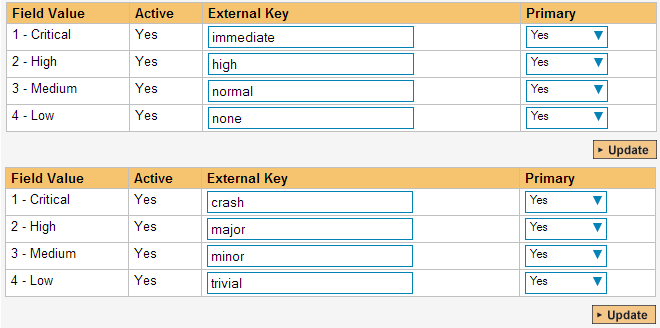 Field Value Active External Key Primary
1 - Critical Yes immediate Yes
2 - High Yes high Yes
3 - Medium Yes normal Yes
4 - Low Yes none Yes
Update
Field Value Active External Key Primary
1 - Critical Yes crash Yes
2 - High Yes major Yes
3 - Medium Yes minor Yes
4 - Low Yes trivial Yes
Update